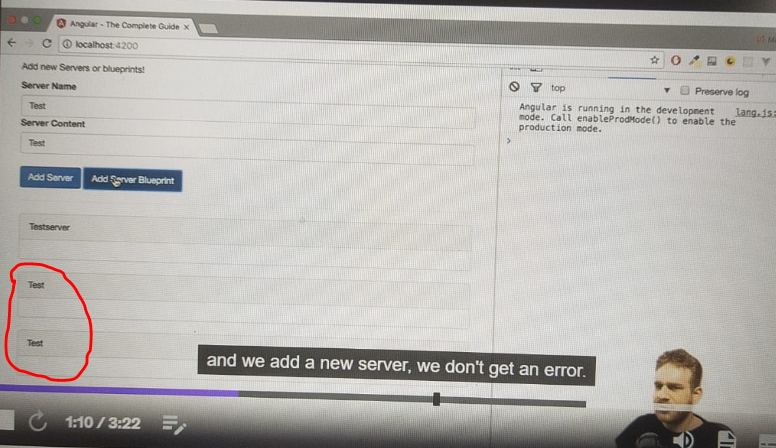 Angular - The Complete Guide
localhost:4200
Add new Servers or blueprints!
Server Name
Test
Server Content
Test
Add Server
Add Server Blueprint
Testserver
Test
Test
top
Preserve log
Angular is running in the development
mode. Call enableProdMode() to enable the
production mode.
lang.js:
and we add a new server, we don't get an error.
1:10 / 3:22